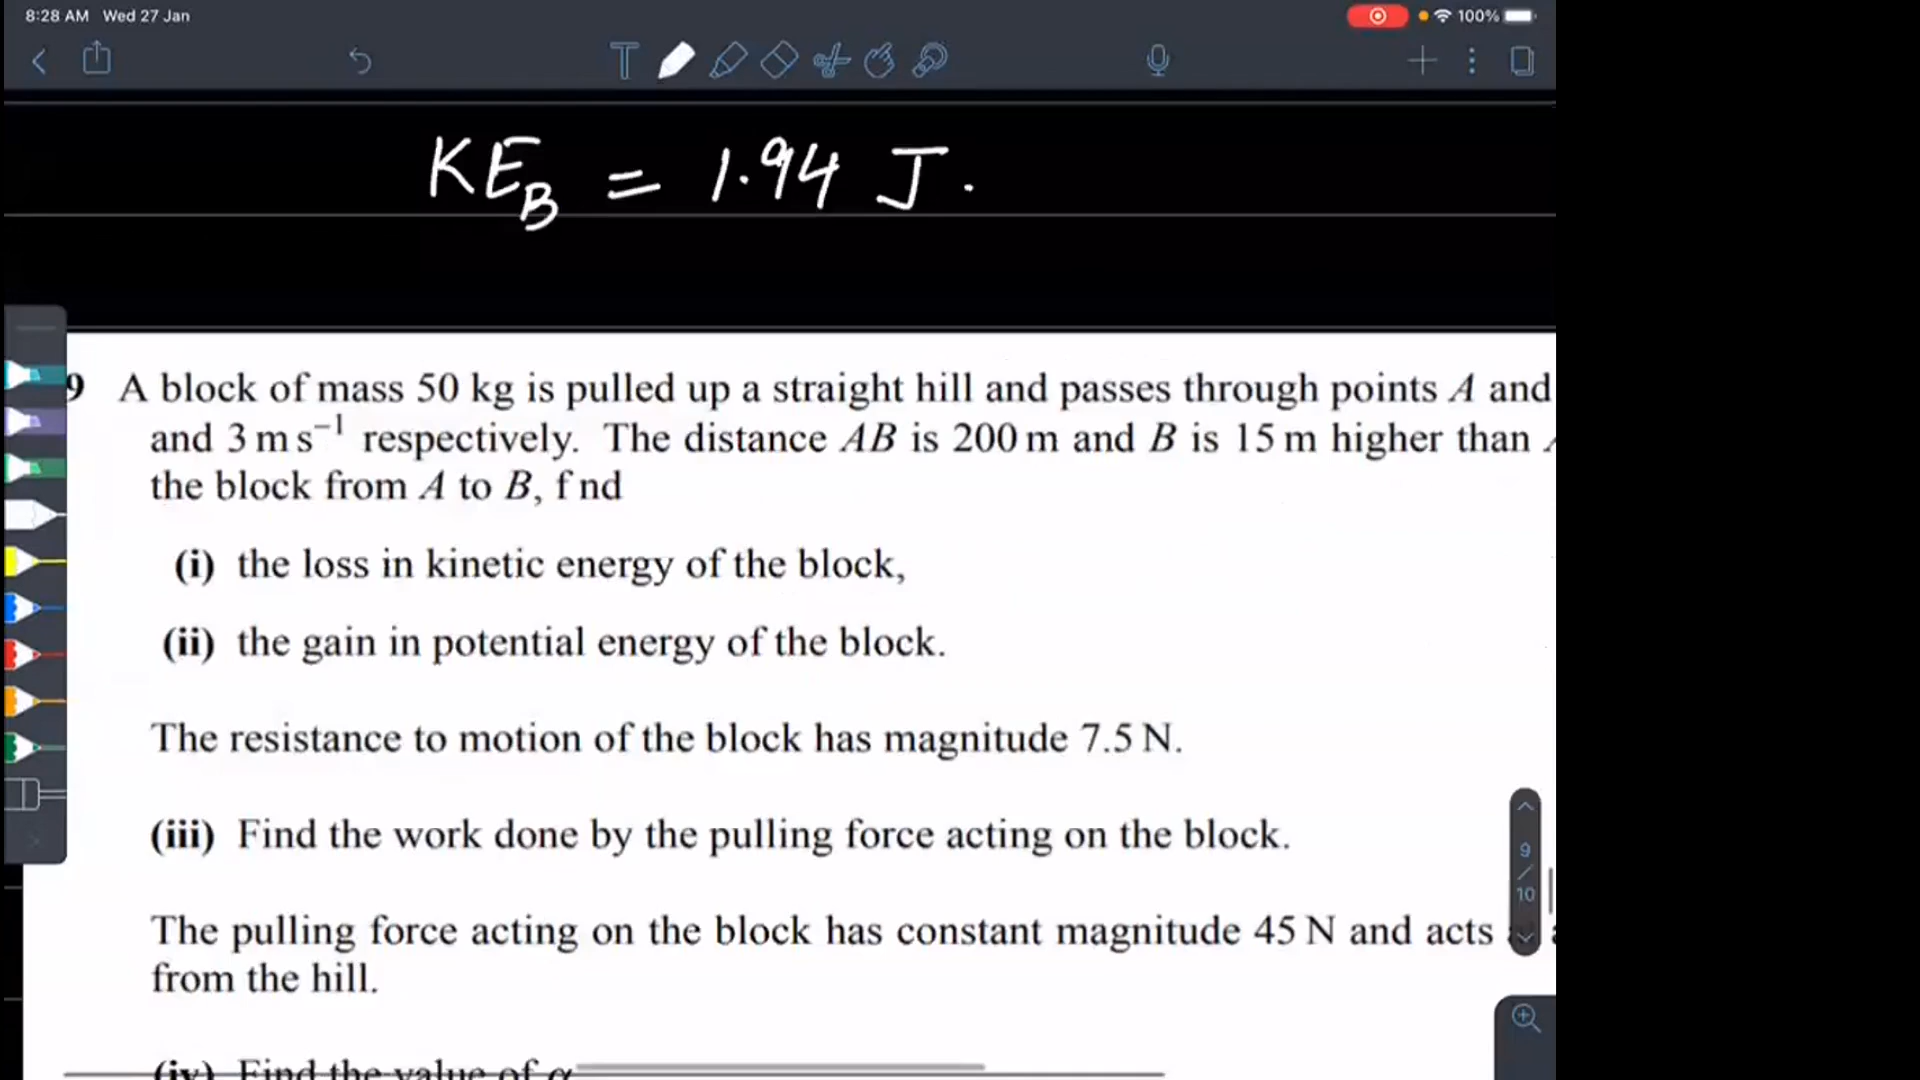 8:28 AM Wed 27 Jan
100%
KE_B = 1.94 J.
9 A block of mass 50 kg is pulled up a straight hill and passes through points A and
and 3 m s⁻¹ respectively. The distance AB is 200 m and B is 15 m higher than
the block from A to B, f nd
(i) the loss in kinetic energy of the block,
(ii) the gain in potential energy of the block.
The resistance to motion of the block has magnitude 7.5 N.
(iii) Find the work done by the pulling force acting on the block.
9
/
10
The pulling force acting on the block has constant magnitude 45 N and acts
from the hill.
(iv) Find the value of α